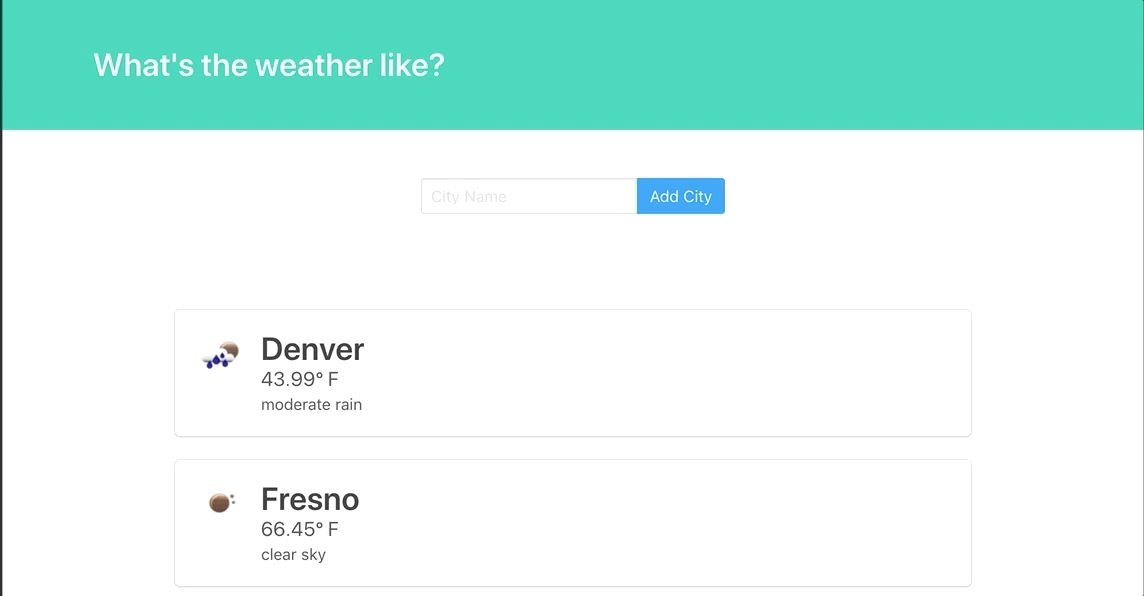 What's the weather like?
City Name
Add City
Denver
43.99° F
moderate rain
Fresno
66.45° F
clear sky